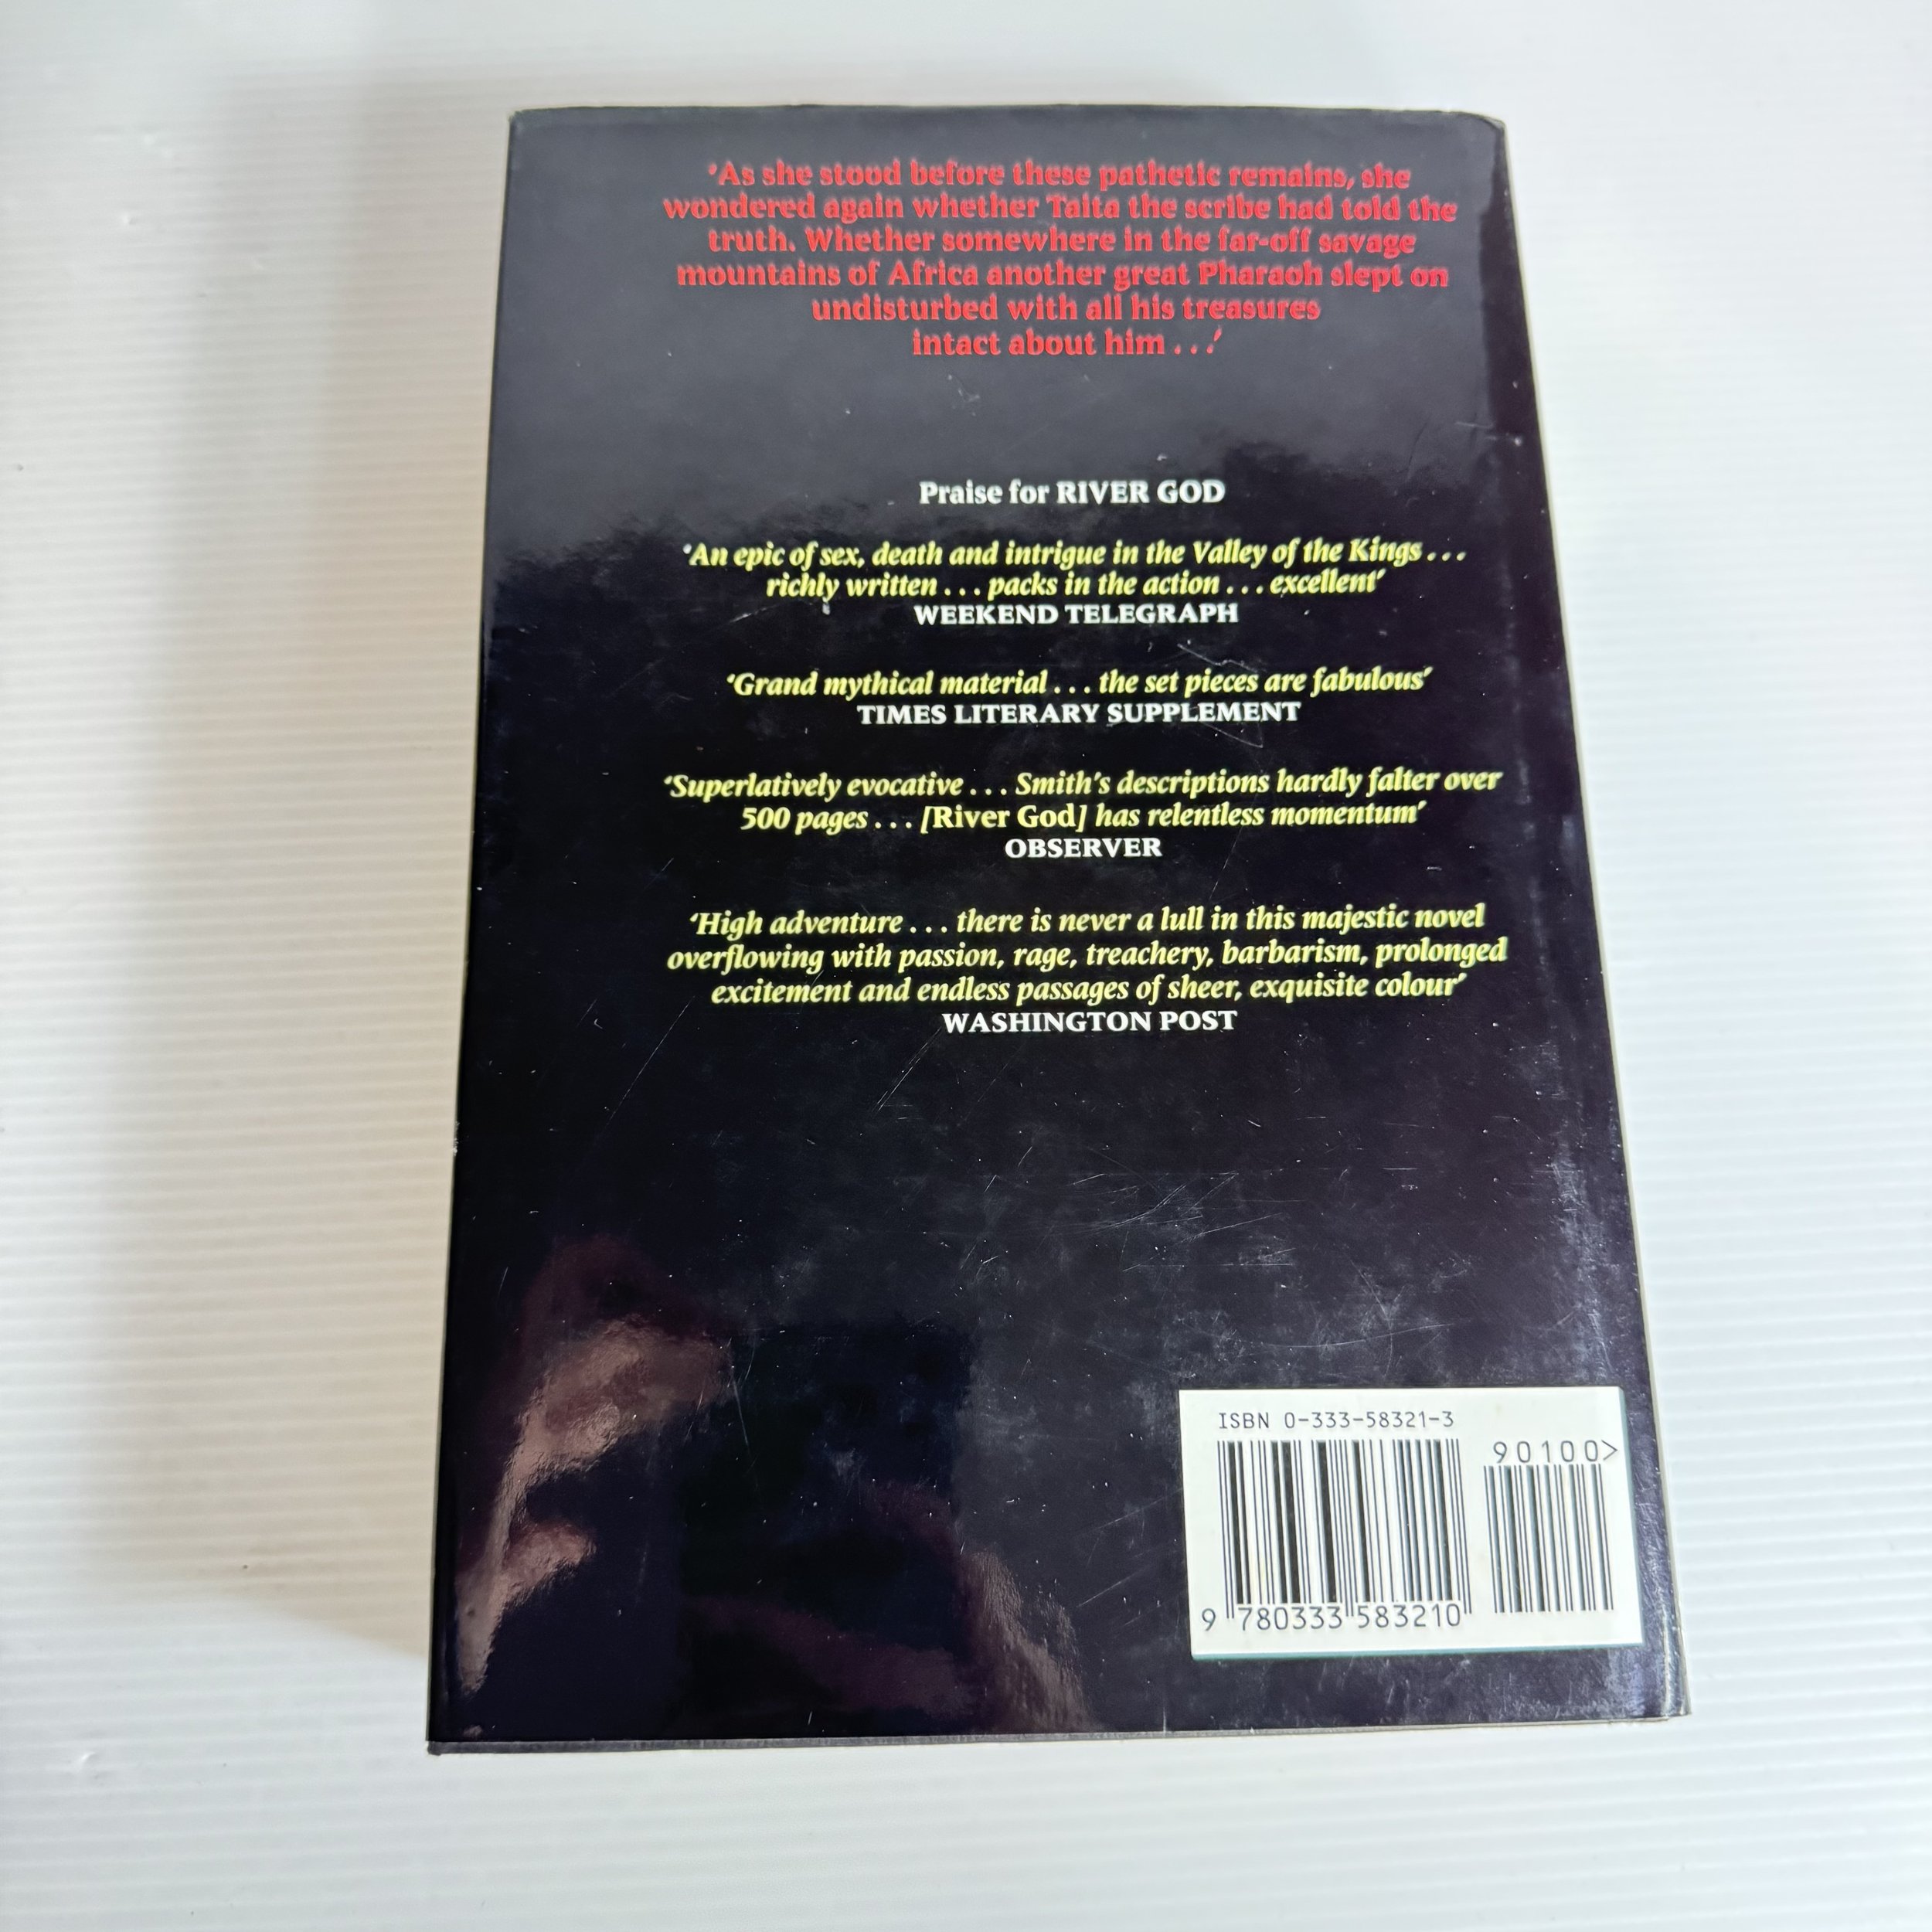 'As she stood before these pathetic remains, she
wondered again whether Taita the scribe had told the
truth. Whether somewhere in the far-off savage
mountains of Africa another great Pharaoh slept on
undisturbed with all his treasures
intact about him . . .'
Praise for RIVER GOD
'An epic of sex, death and intrigue in the Valley of the Kings . . .
richly written . . . packs in the action . . . excellent'
WEEKEND TELEGRAPH
'Grand mythical material . . . the set pieces are fabulous'
TIMES LITERARY SUPPLEMENT
'Superlatively evocative . . . Smith's descriptions hardly falter over
500 pages . . . [River God] has relentless momentum'
OBSERVER
'High adventure . . . there is never a lull in this majestic novel
overflowing with passion, rage, treachery, barbarism, prolonged
excitement and endless passages of sheer, exquisite colour'
WASHINGTON POST
ISBN 0-333-58321-3
90100>
9 780333 583210